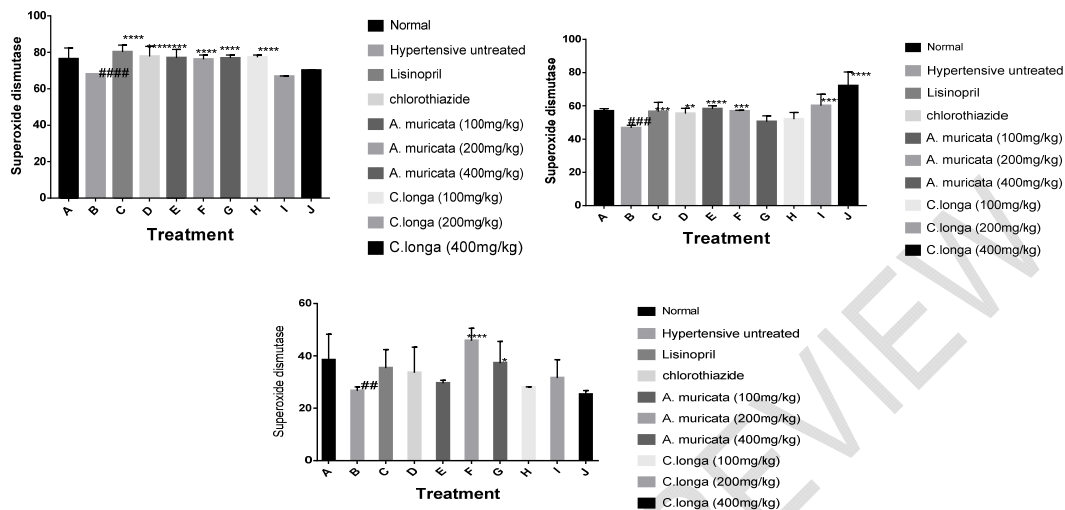 Superoxide dismutase
100
80
60
40
20
0
****
#### 
********
****
****
****
A B C D E F G H I J
Treatment
Normal
Hypertensive untreated
Lisinopril
chlorothiazide
A. muricata (100mg/kg)
A. muricata (200mg/kg)
A. muricata (400mg/kg)
C.longa (100mg/kg)
C.longa (200mg/kg)
C.longa (400mg/kg)
Superoxide dismutase
100
80
60
40
20
0
###
***
**
****
***
***
****
A B C D E F G H I J
Treatment
Normal
Hypertensive untreated
Lisinopril
chlorothiazide
A. muricata (100mg/kg)
A. muricata (200mg/kg)
A. muricata (400mg/kg)
C.longa (100mg/kg)
C.longa (200mg/kg)
C.longa (400mg/kg)
Superoxide dismutase
60
40
20
0
##
****
*
A B C D E F G H I J
Treatment
Normal
Hypertensive untreated
Lisinopril
chlorothiazide
A. muricata (100mg/kg)
A. muricata (200mg/kg)
A. muricata (400mg/kg)
C.longa (100mg/kg)
C.longa (200mg/kg)
C.longa (400mg/kg)
REVIEW